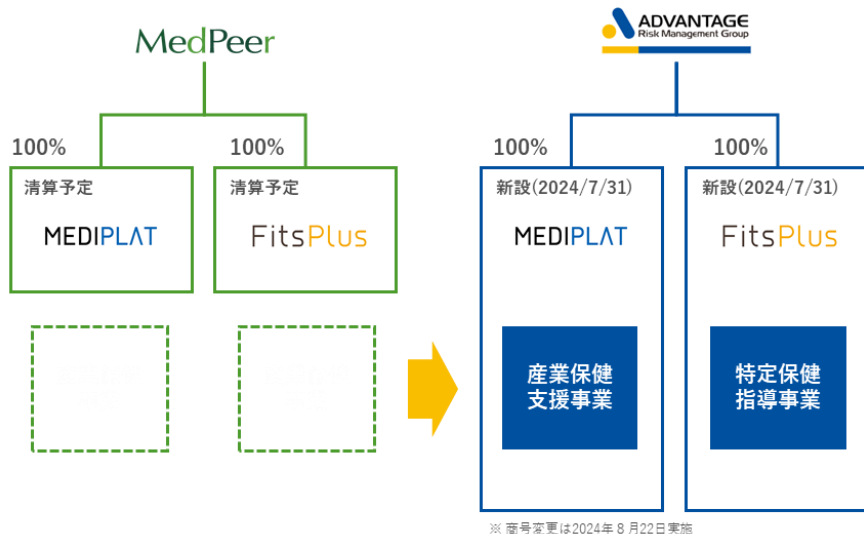 MedPeer
ADVANTAGE
Risk Management Group
100%
100%
100%
100%
清算予定
MEDIPLAT
清算予定
FitsPlus
新設(2024/7/31)
MEDIPLAT
新設(2024/7/31)
FitsPlus
産業保健
支援事業
特定保健
指導事業
※ 商号変更は2024年8月22日実施